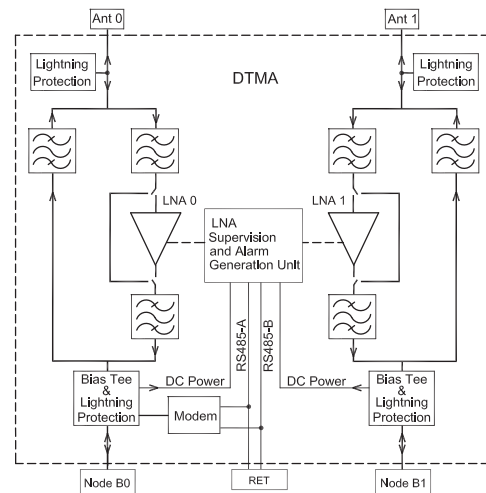 Ant 0
Ant 1
Lightning
Protection
DTMA
Lightning
Protection
LNA 0
LNA 1
LNA
Supervision
and Alarm
Generation Unit
RS485-A
RS485-B
Bias Tee
&
Lightning
Protection
DC Power
DC Power
Bias Tee
&
Lightning
Protection
Modem
Node B0
RET
Node B1